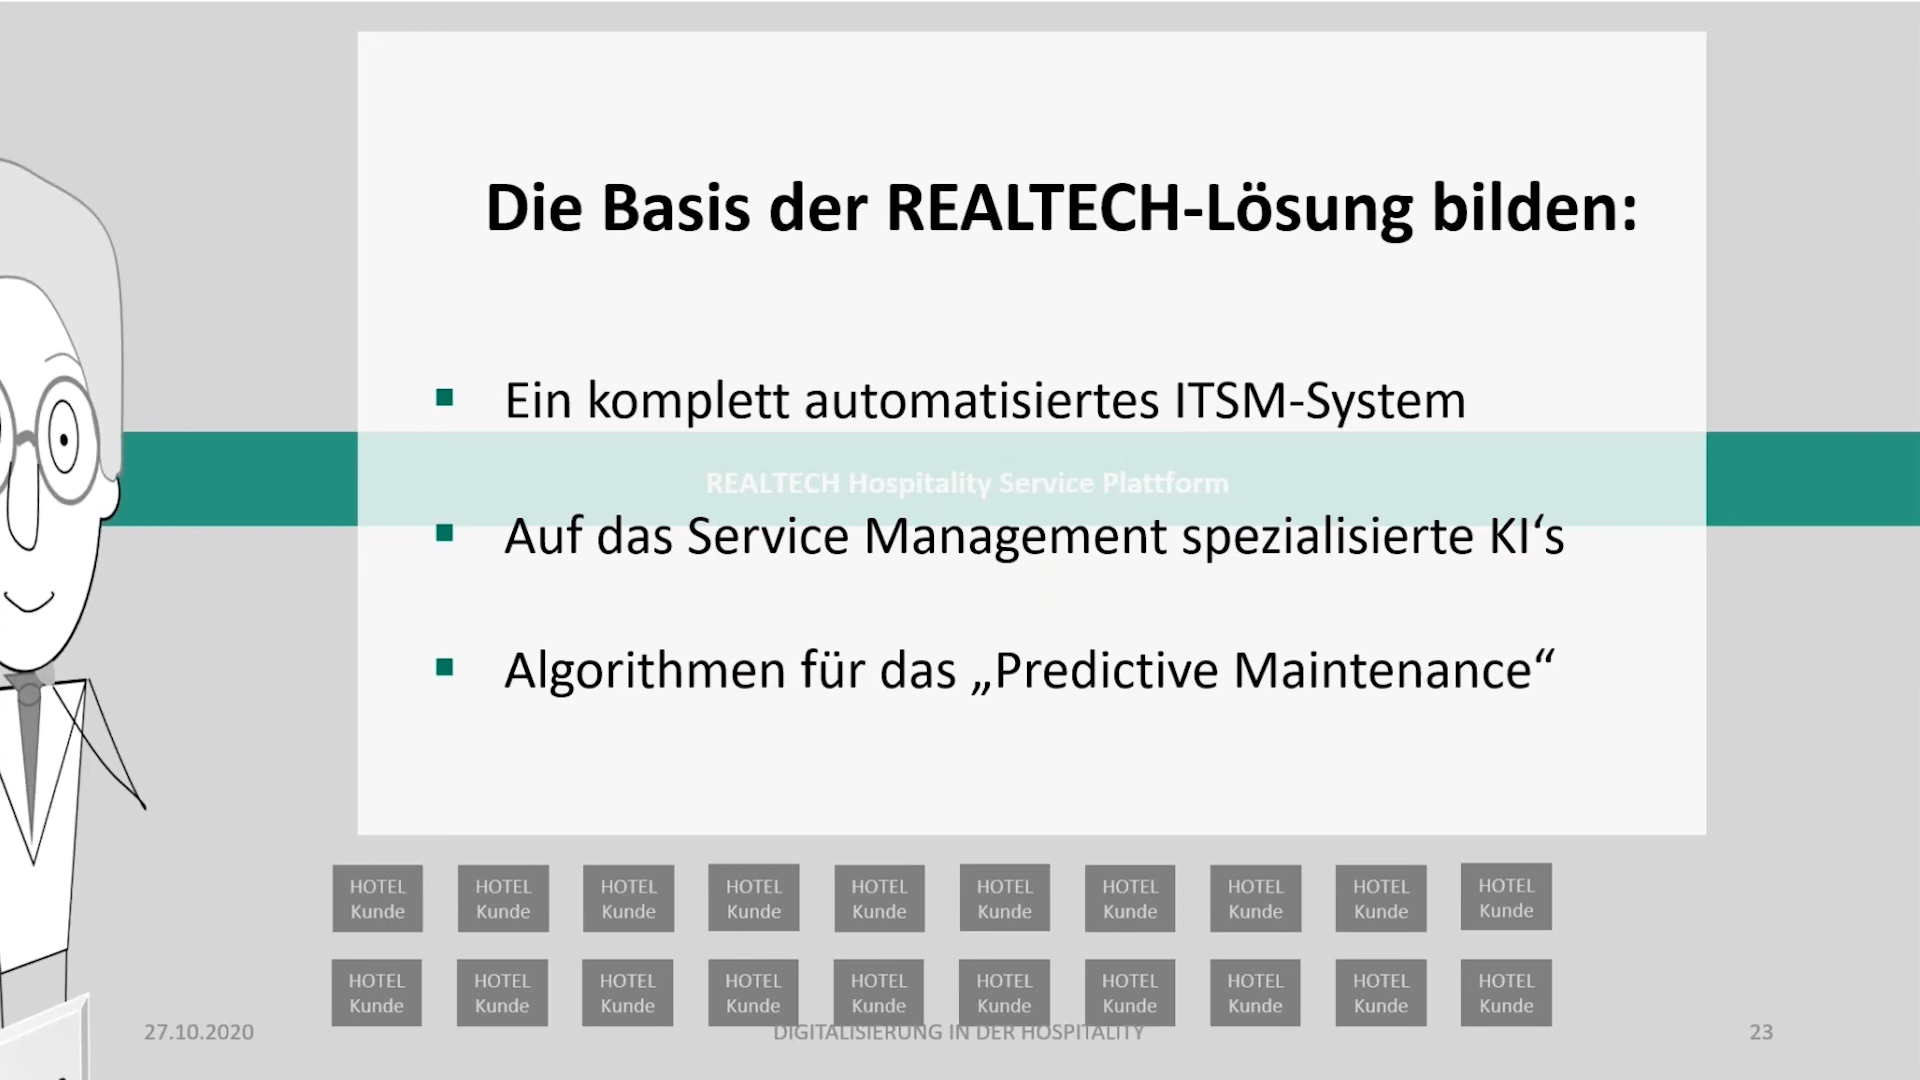 Die Basis der REALTECH-Lösung bilden:
▪ Ein komplett automatisiertes ITSM-System
REALTECH Hospitality Service Plattform
▪ Auf das Service Management spezialisierte KI‘s
▪ Algorithmen für das „Predictive Maintenance“
HOTEL HOTEL HOTEL HOTEL HOTEL HOTEL HOTEL HOTEL HOTEL HOTEL
Kunde Kunde Kunde Kunde Kunde Kunde Kunde Kunde Kunde Kunde
HOTEL HOTEL HOTEL HOTEL HOTEL HOTEL HOTEL HOTEL HOTEL HOTEL
Kunde Kunde Kunde Kunde Kunde Kunde Kunde Kunde Kunde Kunde
27.10.2020 DIGITALISIERUNG IN DER HOSPITALITY 23